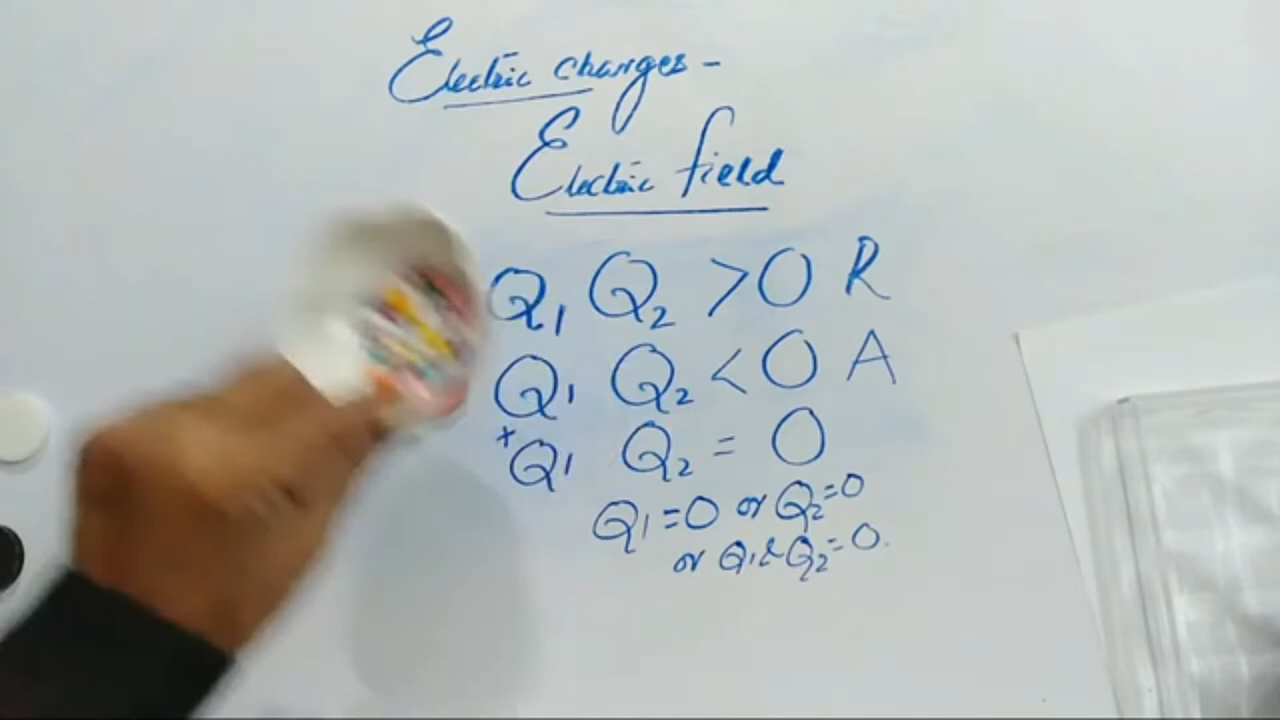 Electric charges -
Electric field
Q₁ Q₂ > 0 R
Q₁ Q₂ < 0 A
+Q₁ Q₂ = 0
Q₁=0 or Q₂=0
or Q₁&Q₂=0.